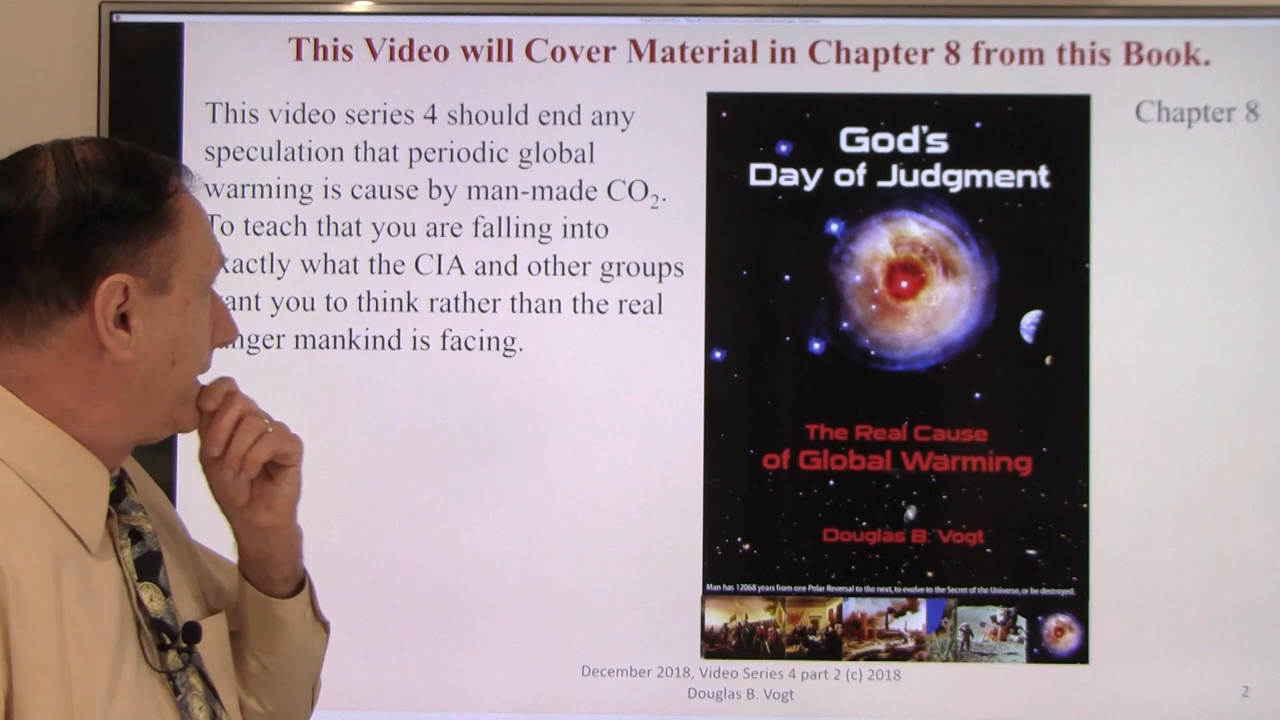 This Video will Cover Material in Chapter 8 from this Book.
This video series 4 should end any
speculation that periodic global
warming is cause by man-made CO₂.
To teach that you are falling into
exactly what the CIA and other groups
want you to think rather than the real
danger mankind is facing.
Chapter 8
God's
Day of Judgment
The Real Cause
of Global Warming
Douglas B. Vogt
Man has 12068 years from one Polar Reversal to the next, to evolve to the Secret of the Universe, or be destroyed.
December 2018, Video Series 4 part 2 (c) 2018
Douglas B. Vogt
2